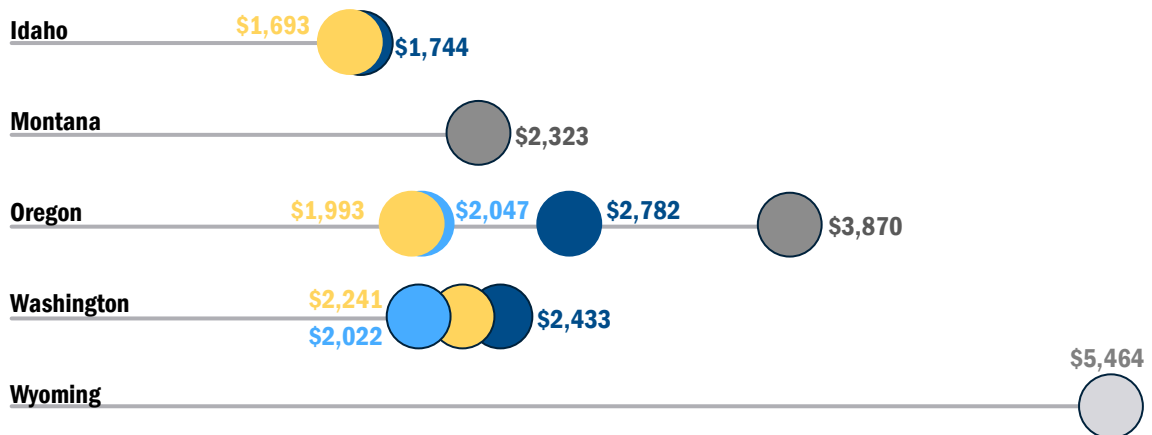 Idaho
$1,693
$1,744
Montana
$2,323
Oregon
$1,993
$2,047
$2,782
$3,870
Washington
$2,241
$2,022
$2,433
Wyoming
$5,464